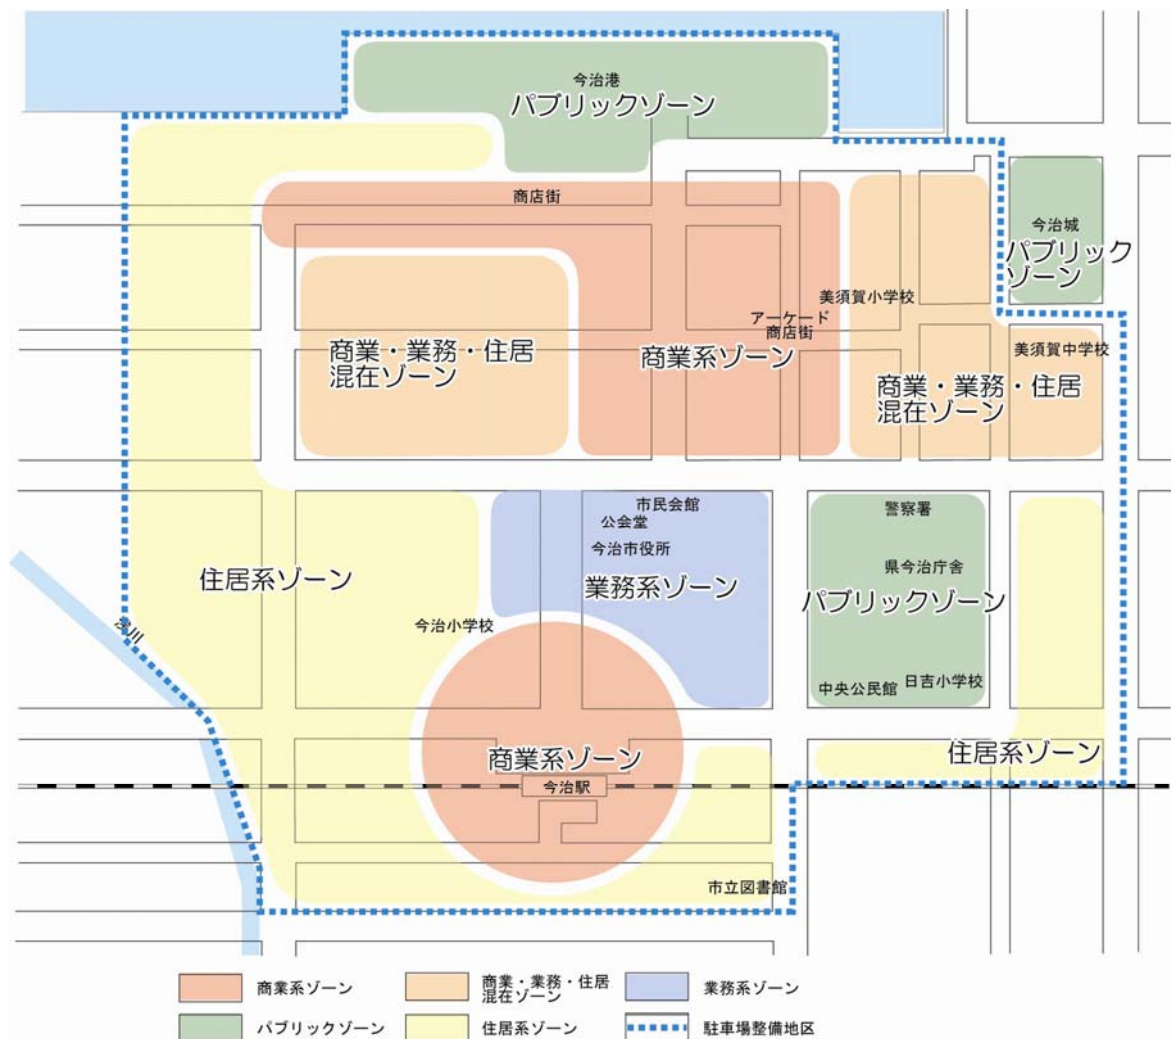 今治港
パブリックゾーン
商店街
今治城
パブリック
ゾーン
美須賀小学校
アーケード
商店街
商業・業務・住居
混在ゾーン
商業系ゾーン
美須賀中学校
商業・業務・住居
混在ゾーン
市民会館
公会堂
今治市役所
業務系ゾーン
警察署
県今治庁舎
パブリックゾーン
中央公民館
日吉小学校
住居系ゾーン
今治小学校
商業系ゾーン
今治駅
住居系ゾーン
市立図書館
商業系ゾーン
商業・業務・住居
混在ゾーン
業務系ゾーン
パブリックゾーン
住居系ゾーン
駐車場整備地区